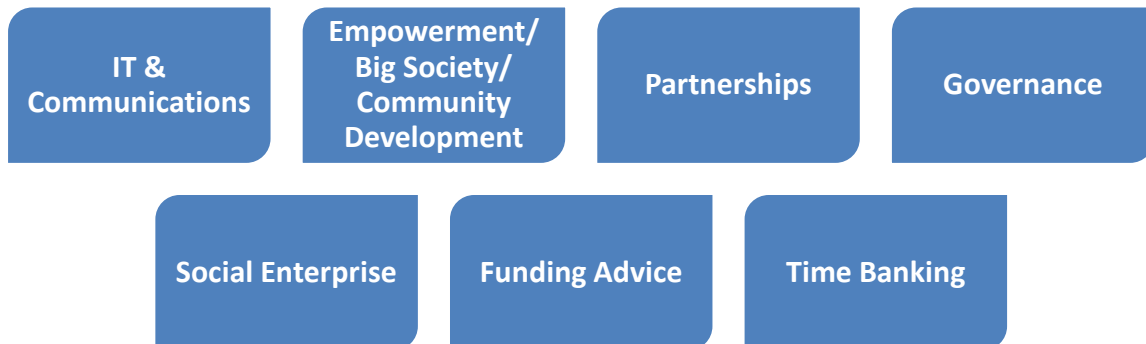 IT &
Communications
Empowerment/
Big Society/
Community
Development
Partnerships
Governance
Social Enterprise
Funding Advice
Time Banking